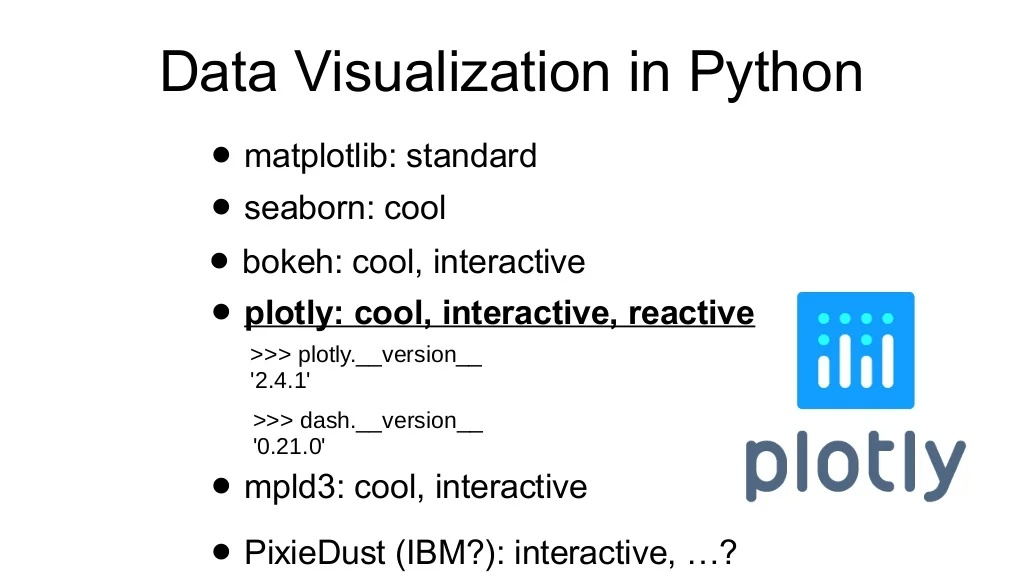 Data Visualization in Python
● matplotlib: standard
● seaborn: cool
● bokeh: cool, interactive
● plotly: cool, interactive, reactive
>>> plotly.__version__
'2.4.1'
>>> dash.__version__
'0.21.0'
plotly
● mpld3: cool, interactive
● PixieDust (IBM?): interactive, …?